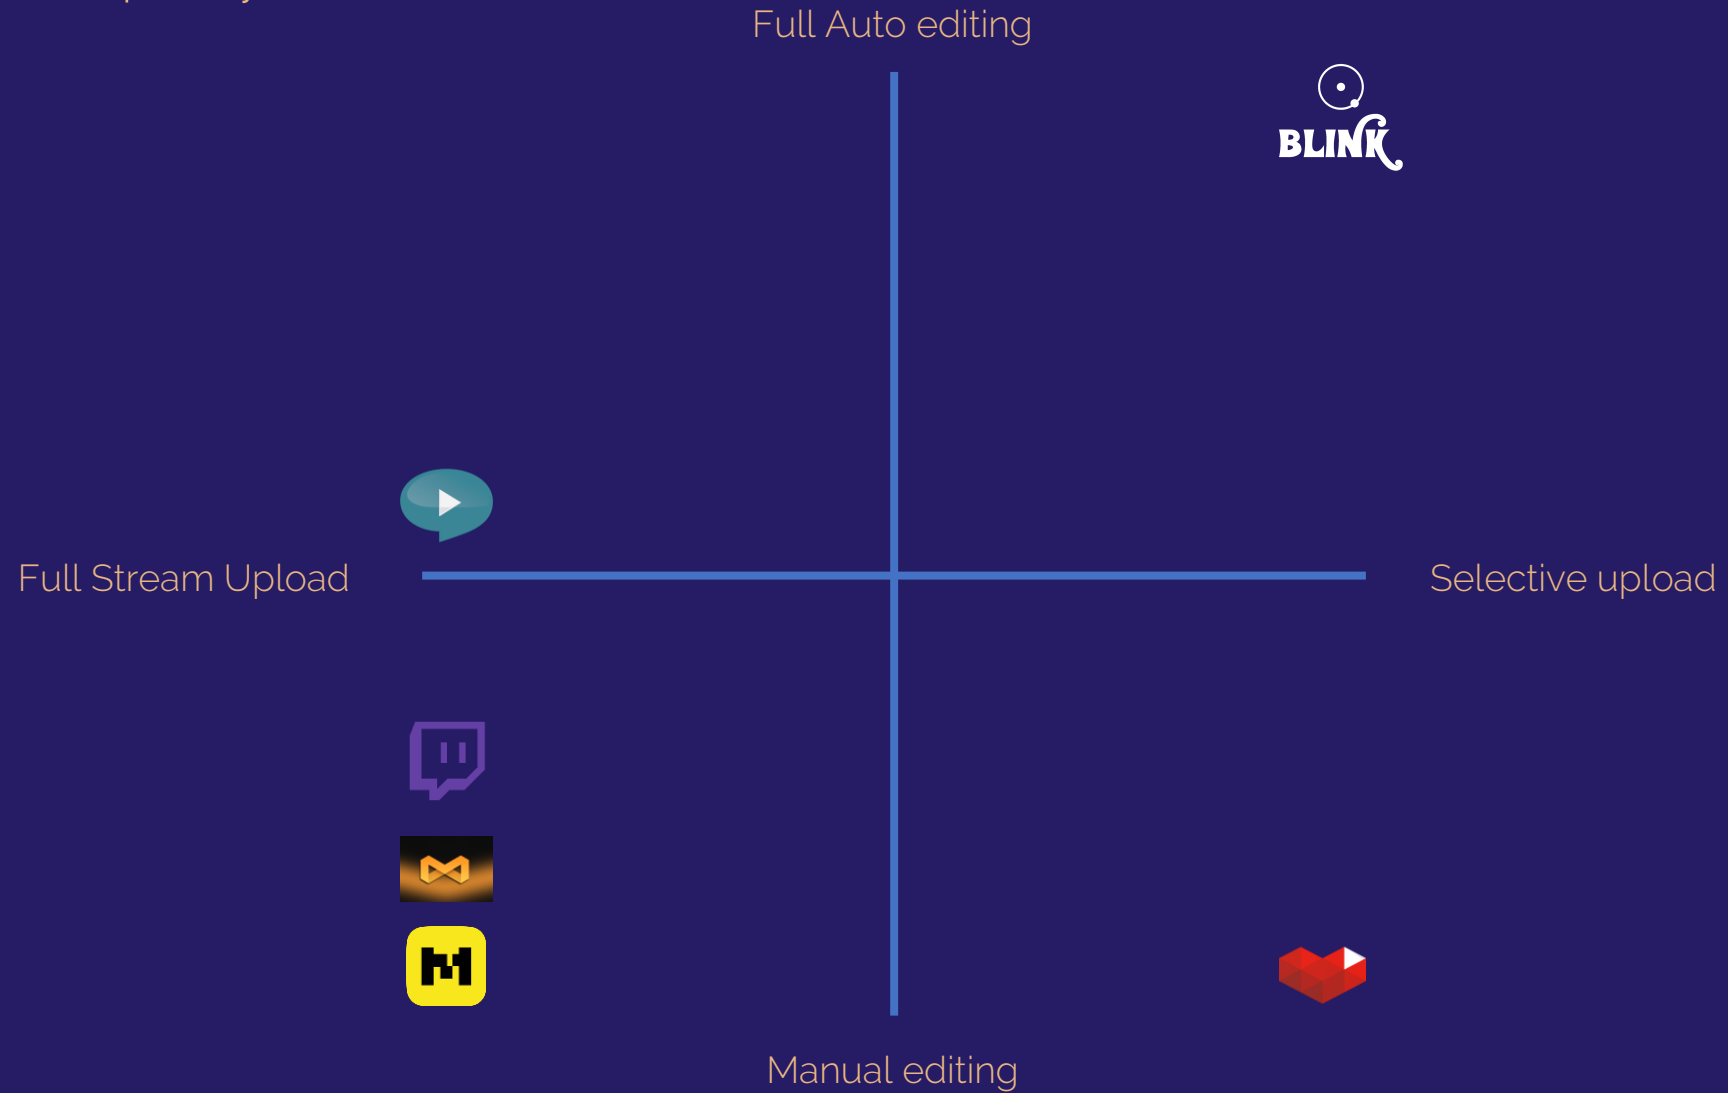 Full Auto editing
BLINK
Full Stream Upload
Selective upload
M
Manual editing